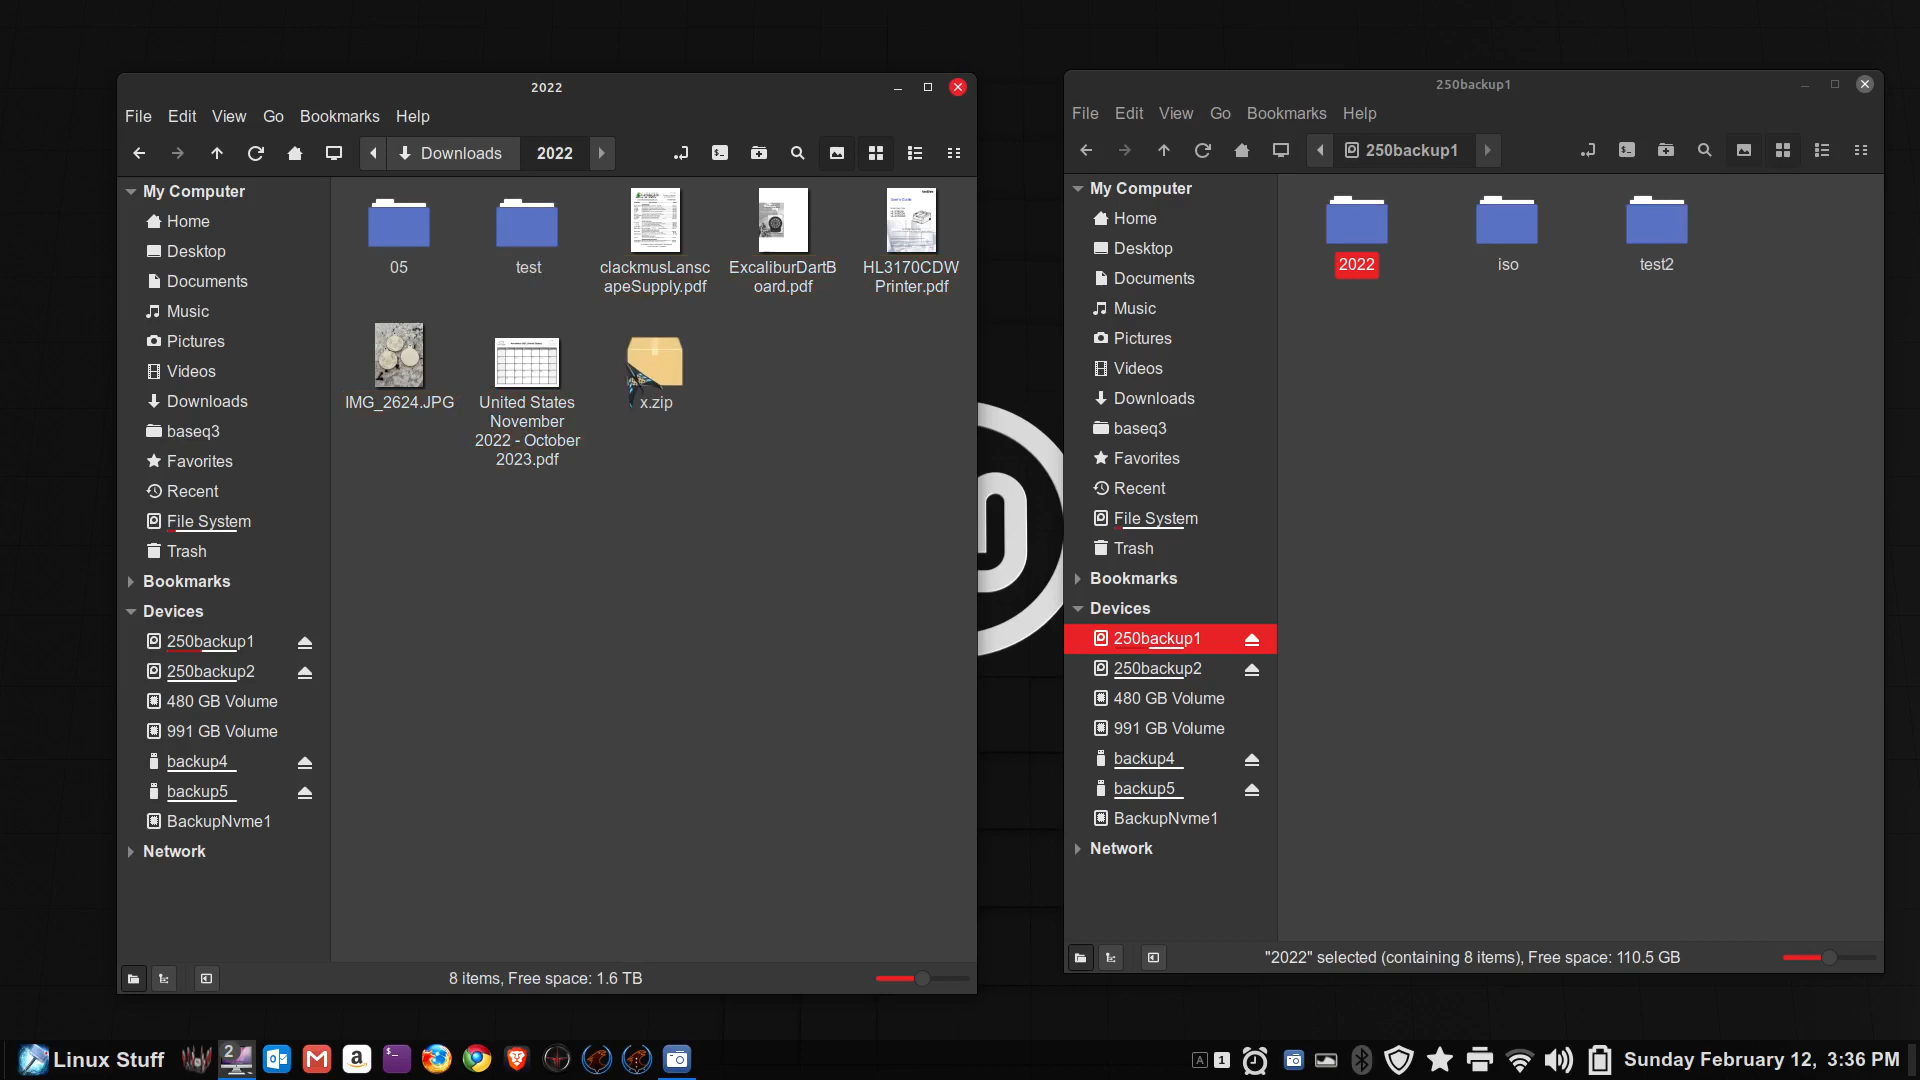 2022
File Edit View Go Bookmarks Help
Downloads 2022
My Computer
Home
Desktop
Documents
Music
Pictures
Videos
Downloads
baseq3
Favorites
Recent
File System
Trash
Bookmarks
Devices
250backup1
250backup2
480 GB Volume
991 GB Volume
backup4
backup5
BackupNvme1
Network
05
test
clackmusLansc
apeSupply.pdf
ExcaliburDartB
oard.pdf
HL3170CDW
Printer.pdf
IMG_2624.JPG
United States
November
2022 - October
2023.pdf
x.zip
8 items, Free space: 1.6 TB
250backup1
File Edit View Go Bookmarks Help
250backup1
My Computer
Home
Desktop
Documents
Music
Pictures
Videos
Downloads
baseq3
Favorites
Recent
File System
Trash
Bookmarks
Devices
250backup1
250backup2
480 GB Volume
991 GB Volume
backup4
backup5
BackupNvme1
Network
2022
iso
test2
"2022" selected (containing 8 items), Free space: 110.5 GB
Linux Stuff 2 A 1 Sunday February 12, 3:36 PM